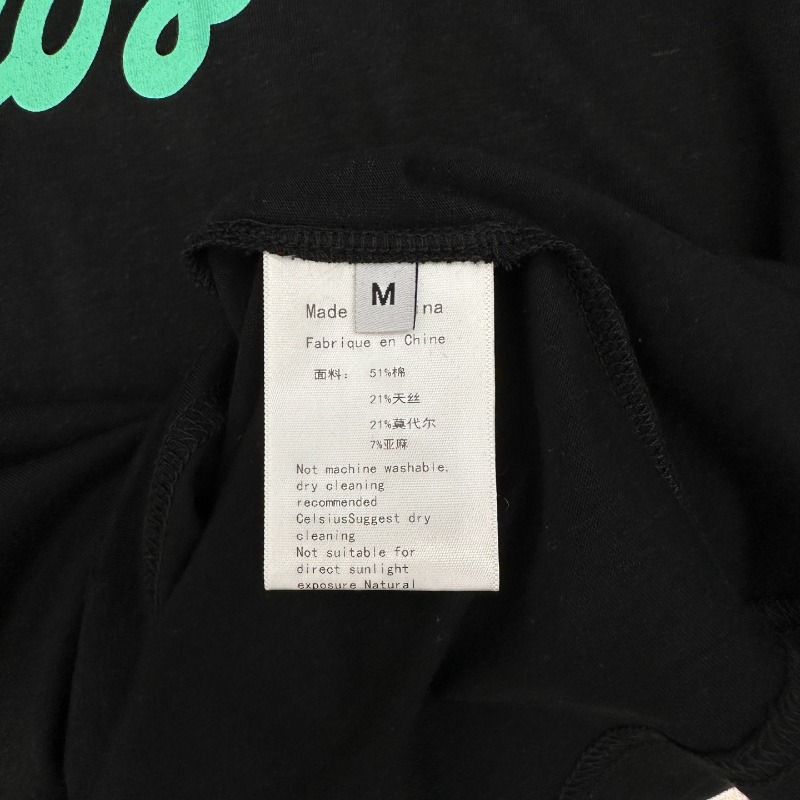 M
Made ina
Fabrique en Chine
面料： 51%棉
21%天丝
21%莫代尔
7%亚麻
Not machine washable.
dry cleaning
recommended
CelsiusSuggest dry
cleaning
Not suitable for
direct sunlight
exposure Natural